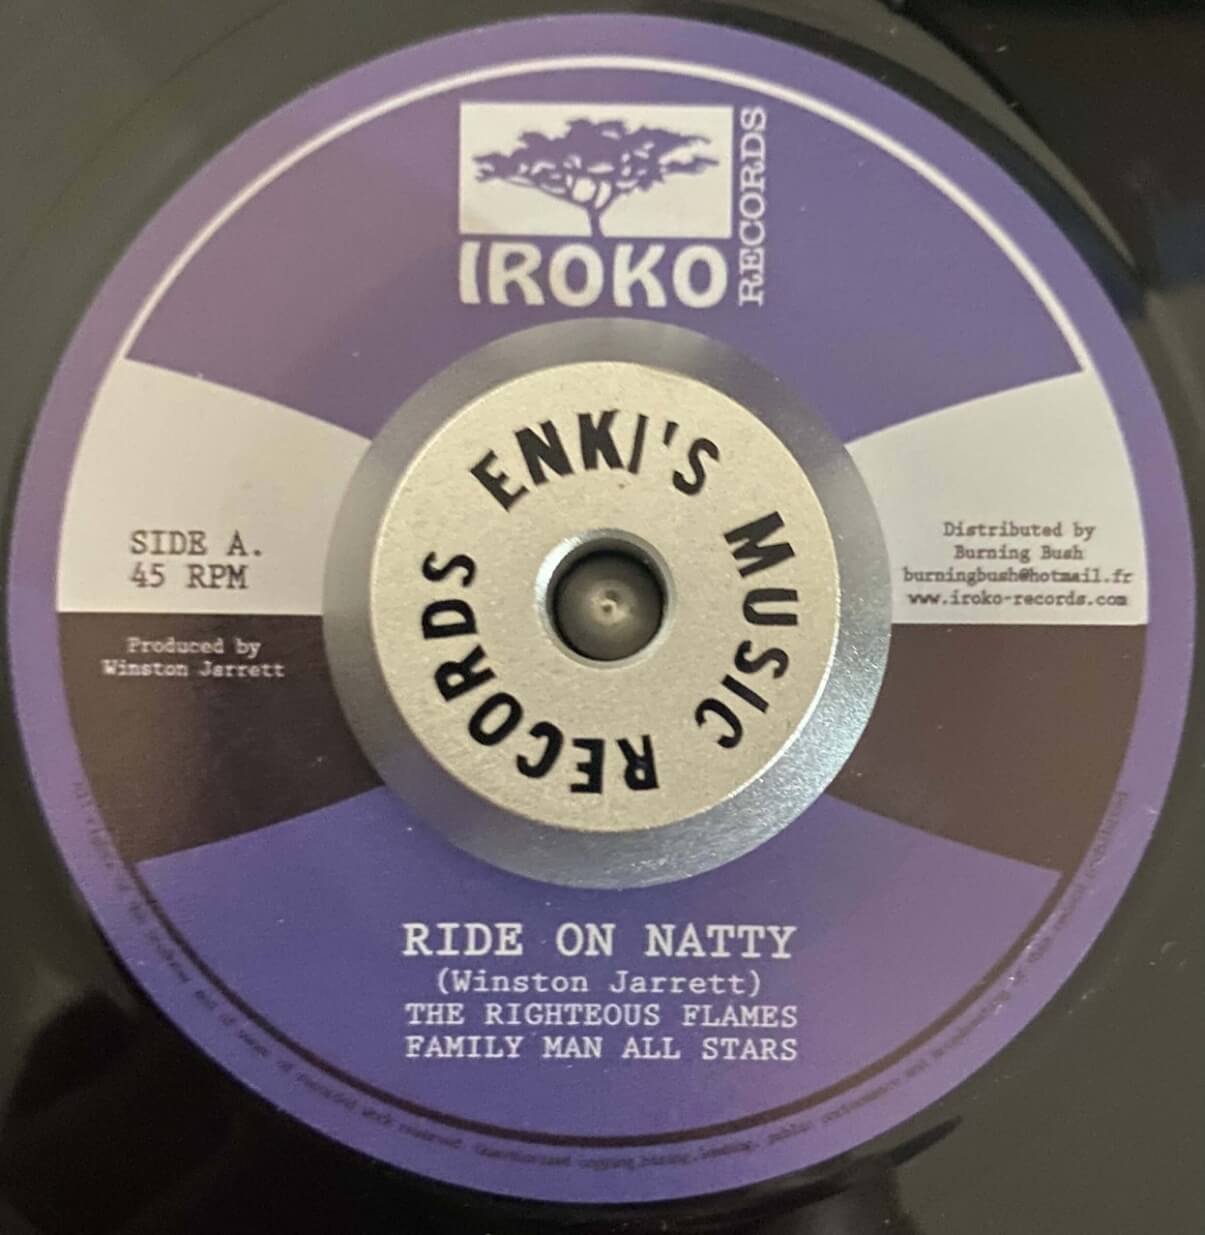 IROKO
RECORDS
ENKI'S MUSIC RECORDS
SIDE A.
45 RPM
Produced by
Winston Jarrett
Distributed by
Burning Bush
burningbush@hotmail.fr
www.iroko-records.com
RIDE ON NATTY
(Winston Jarrett)
THE RIGHTEOUS FLAMES
FAMILY MAN ALL STARS